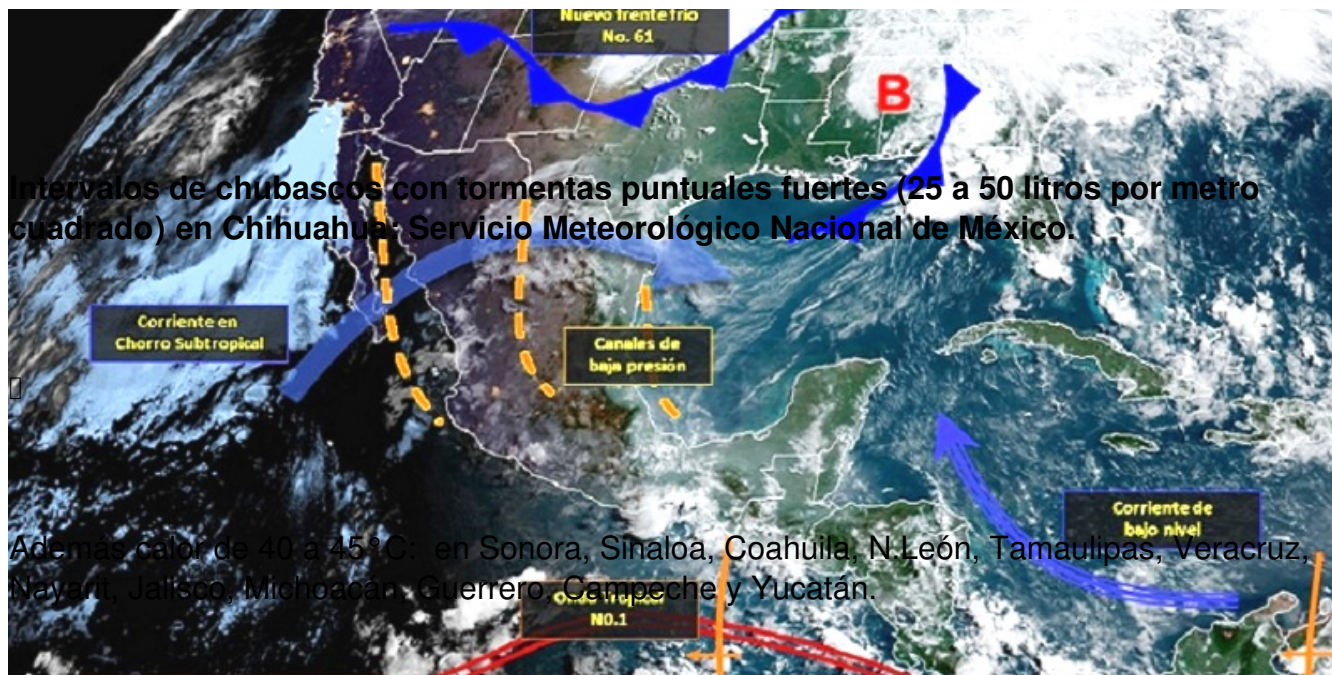 Nuevo frente frio
No. 61
B
Intervalos de chubascos con tormentas puntuales fuertes (25 a 50 litros por metro
cuadrado) en Chihuahua; Servicio Meteorológico Nacional de México.
Corriente en
Chorro Subtropical
Canales de
baja presión
Corriente de
bajo nivel
Además calor de 40 a 45°C: en Sonora, Sinaloa, Coahuila, N.León, Tamaulipas, Veracruz,
Nayarit, Jalisco, Michoacán, Guerrero, Campeche y Yucatán.
Onda Tropical
N0.1